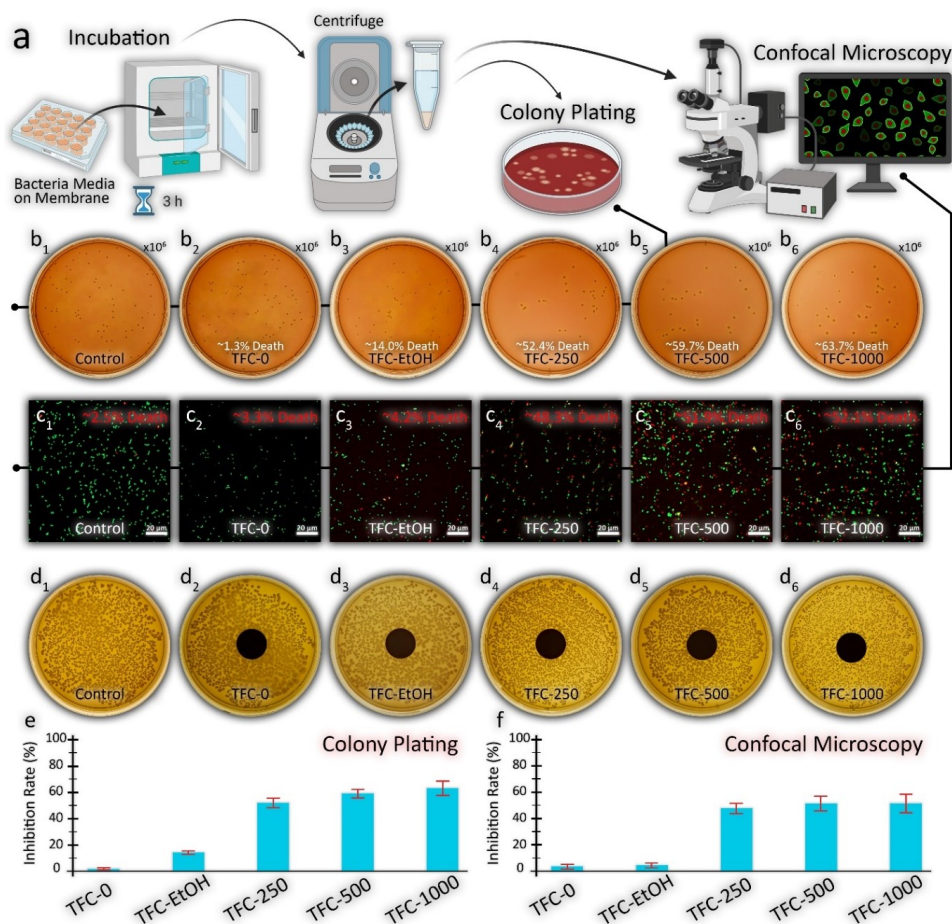 a
Incubation
Centrifuge
Confocal Microscopy
Colony Plating
Bacteria Media
on Membrane
3 h
b1 x10⁶ b2 x10⁶ b3 x10⁶ b4 x10⁶ b5 x10⁶ b6 x10⁶
~1.3% Death ~14.0% Death ~52.4% Death ~59.7% Death ~63.7% Death
Control TFC-0 TFC-EtOH TFC-250 TFC-500 TFC-1000
c1 Death c2 Death c3 Death c4 Death c5 Death c6 Death
Control TFC-0 TFC-EtOH TFC-250 TFC-500 TFC-1000
20 µm 20 µm 20 µm 20 µm 20 µm 20 µm
d1 d2 d3 d4 d5 d6
Control TFC-0 TFC-EtOH TFC-250 TFC-500 TFC-1000
e
Colony Plating
Inhibition Rate (%)
100
80
60
40
20
0
TFC-0 TFC-EtOH TFC-250 TFC-500 TFC-1000
f
Confocal Microscopy
Inhibition Rate (%)
100
80
60
40
20
0
TFC-0 TFC-EtOH TFC-250 TFC-500 TFC-1000